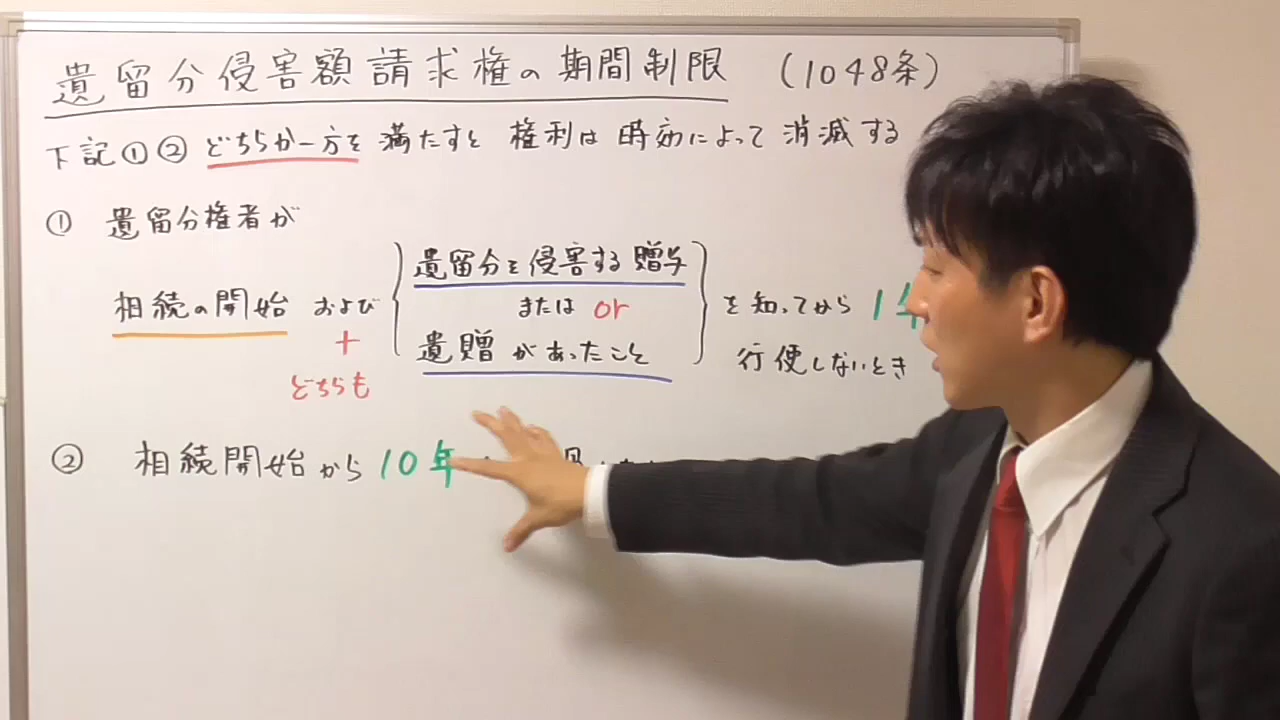 遺留分侵害額請求権の期間制限 (1048条)
下記①② どちらか一方を 満たすと 権利は 時効によって 消滅する
① 遺留分権者が
遺留分を侵害する贈与
相続の開始 および または or を知ってから 1年
+ 遺贈があったこと 行使しないとき
どちらも
② 相続開始から 10年